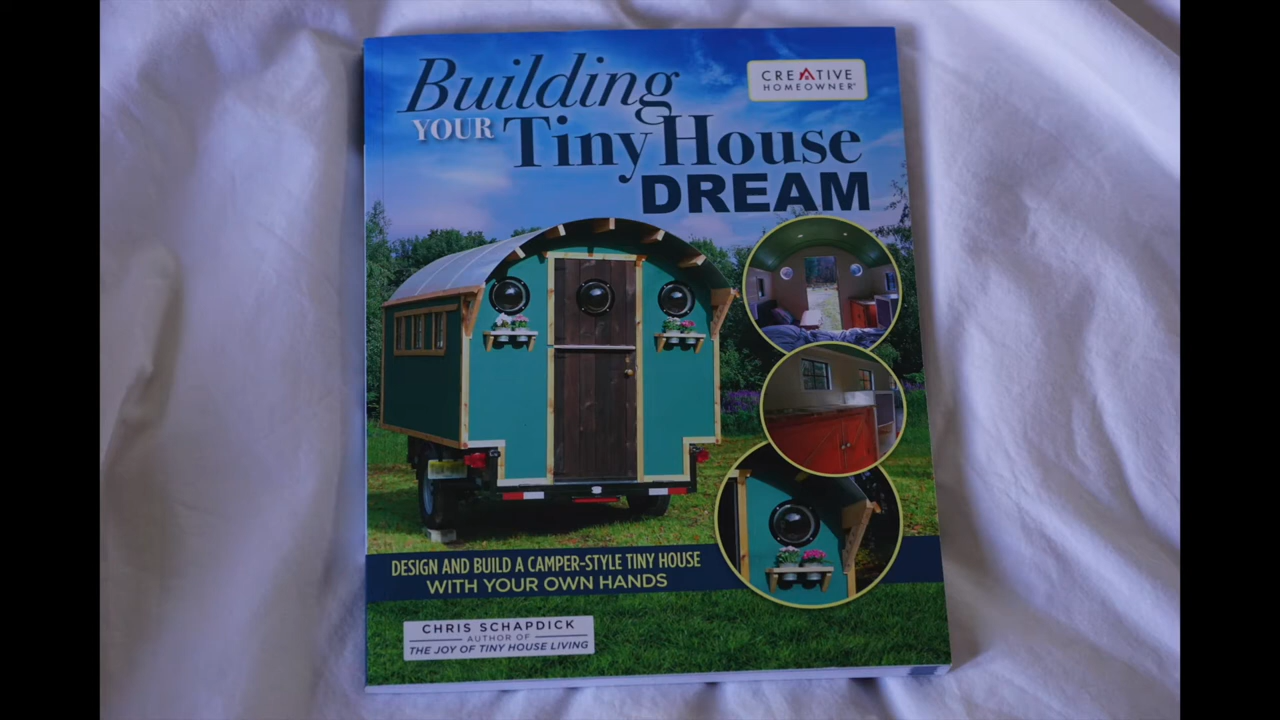 Building
YOUR Tiny House
DREAM
CREATIVE
HOMEOWNER®
DESIGN AND BUILD A CAMPER-STYLE TINY HOUSE
WITH YOUR OWN HANDS
CHRIS SCHAPDICK
AUTHOR OF
THE JOY OF TINY HOUSE LIVING